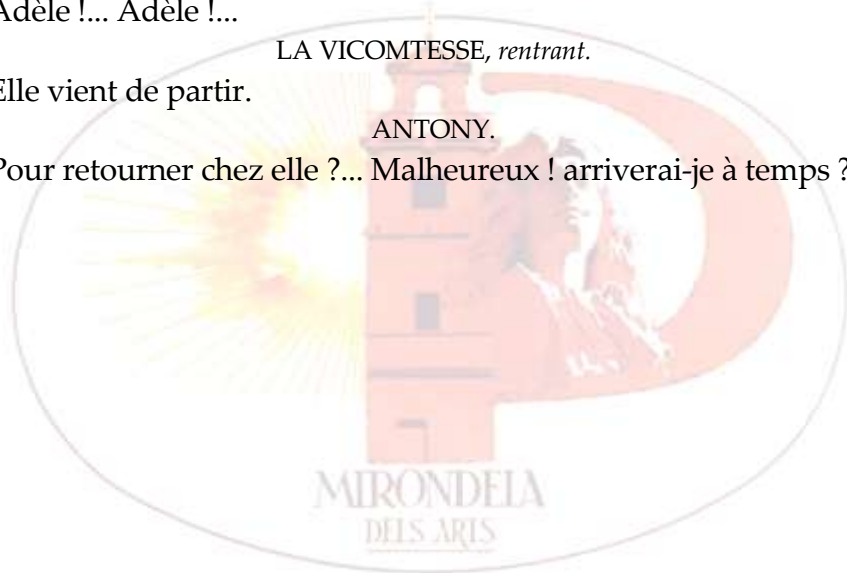 Adèle !... Adèle !...
LA VICOMTESSE, rentrant.
Elle vient de partir.
ANTONY.
Pour retourner chez elle ?... Malheureux ! arriverai-je à temps ?
MIRONDELA
DELS ARTS